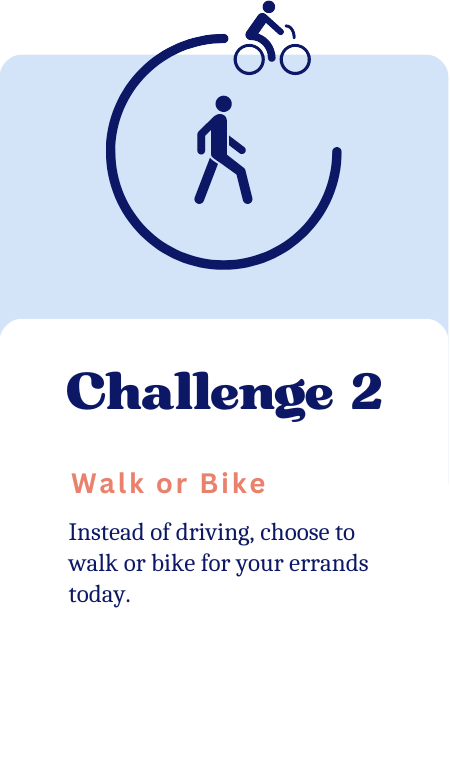 Challenge 2
Walk or Bike
Instead of driving, choose to
walk or bike for your errands
today.